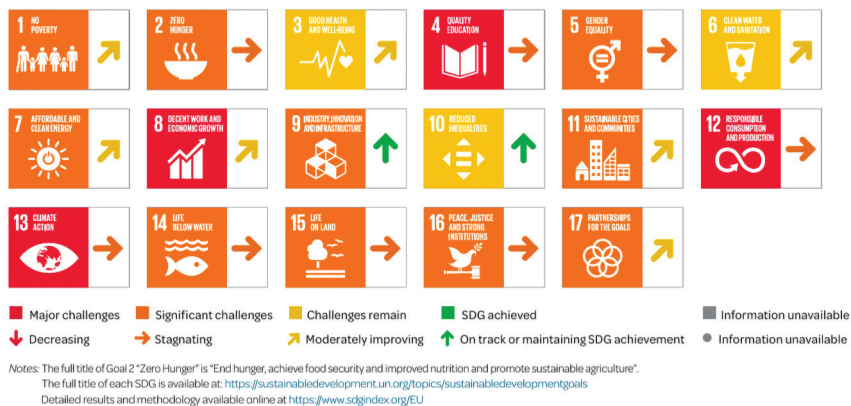 1 NO POVERTY
2 ZERO HUNGER
3 GOOD HEALTH AND WELL-BEING
4 QUALITY EDUCATION
5 GENDER EQUALITY
6 CLEAN WATER AND SANITATION
7 AFFORDABLE AND CLEAN ENERGY
8 DECENT WORK AND ECONOMIC GROWTH
9 INDUSTRY, INNOVATION AND INFRASTRUCTURE
10 REDUCED INEQUALITIES
11 SUSTAINABLE CITIES AND COMMUNITIES
12 RESPONSIBLE CONSUMPTION AND PRODUCTION
13 CLIMATE ACTION
14 LIFE BELOW WATER
15 LIFE ON LAND
16 PEACE, JUSTICE AND STRONG INSTITUTIONS
17 PARTNERSHIPS FOR THE GOALS
Major challenges Significant challenges Challenges remain SDG achieved Information unavailable
Decreasing Stagnating Moderately improving On track or maintaining SDG achievement Information unavailable
Notes: The full title of Goal 2 “Zero Hunger” is “End hunger, achieve food security and improved nutrition and promote sustainable agriculture”.
The full title of each SDG is available at: https://sustainabledevelopment.un.org/topics/sustainabledevelopmentgoals
Detailed results and methodology available online at https://www.sdgindex.org/EU